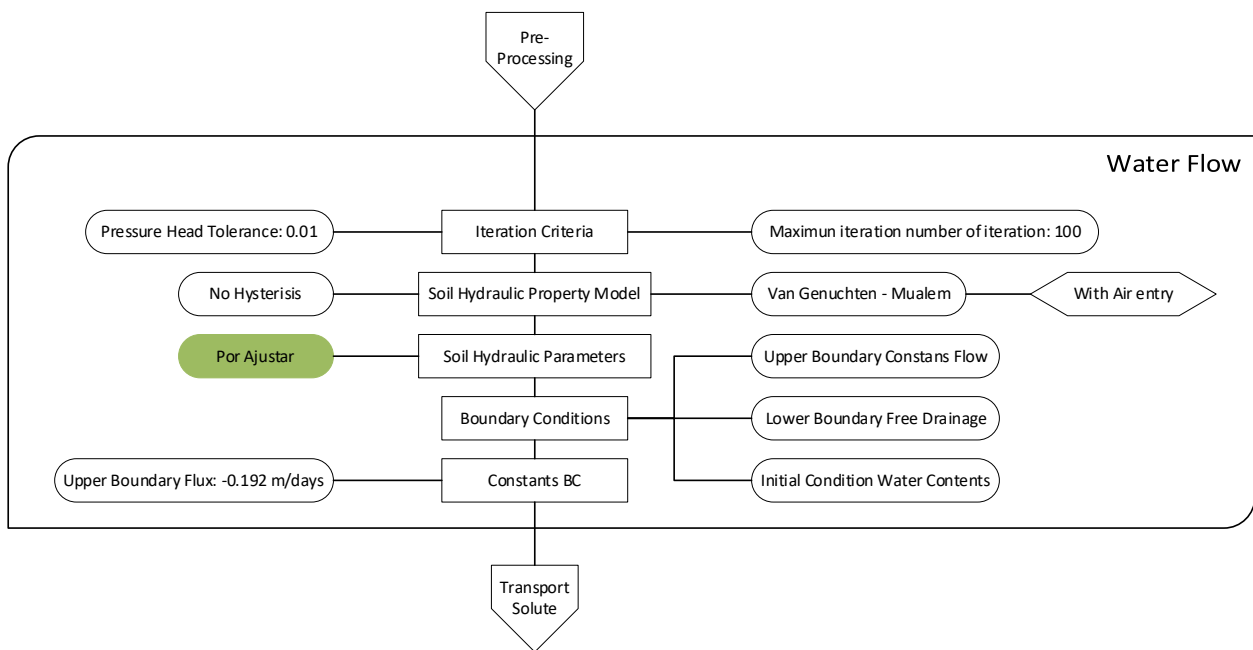 Pre-
Processing
Water Flow
Pressure Head Tolerance: 0.01
Iteration Criteria
Maximun iteration number of iteration: 100
No Hysterisis
Soil Hydraulic Property Model
Van Genuchten - Mualem
With Air entry
Por Ajustar
Soil Hydraulic Parameters
Upper Boundary Constans Flow
Boundary Conditions
Lower Boundary Free Drainage
Upper Boundary Flux: -0.192 m/days
Constants BC
Initial Condition Water Contents
Transport
Solute